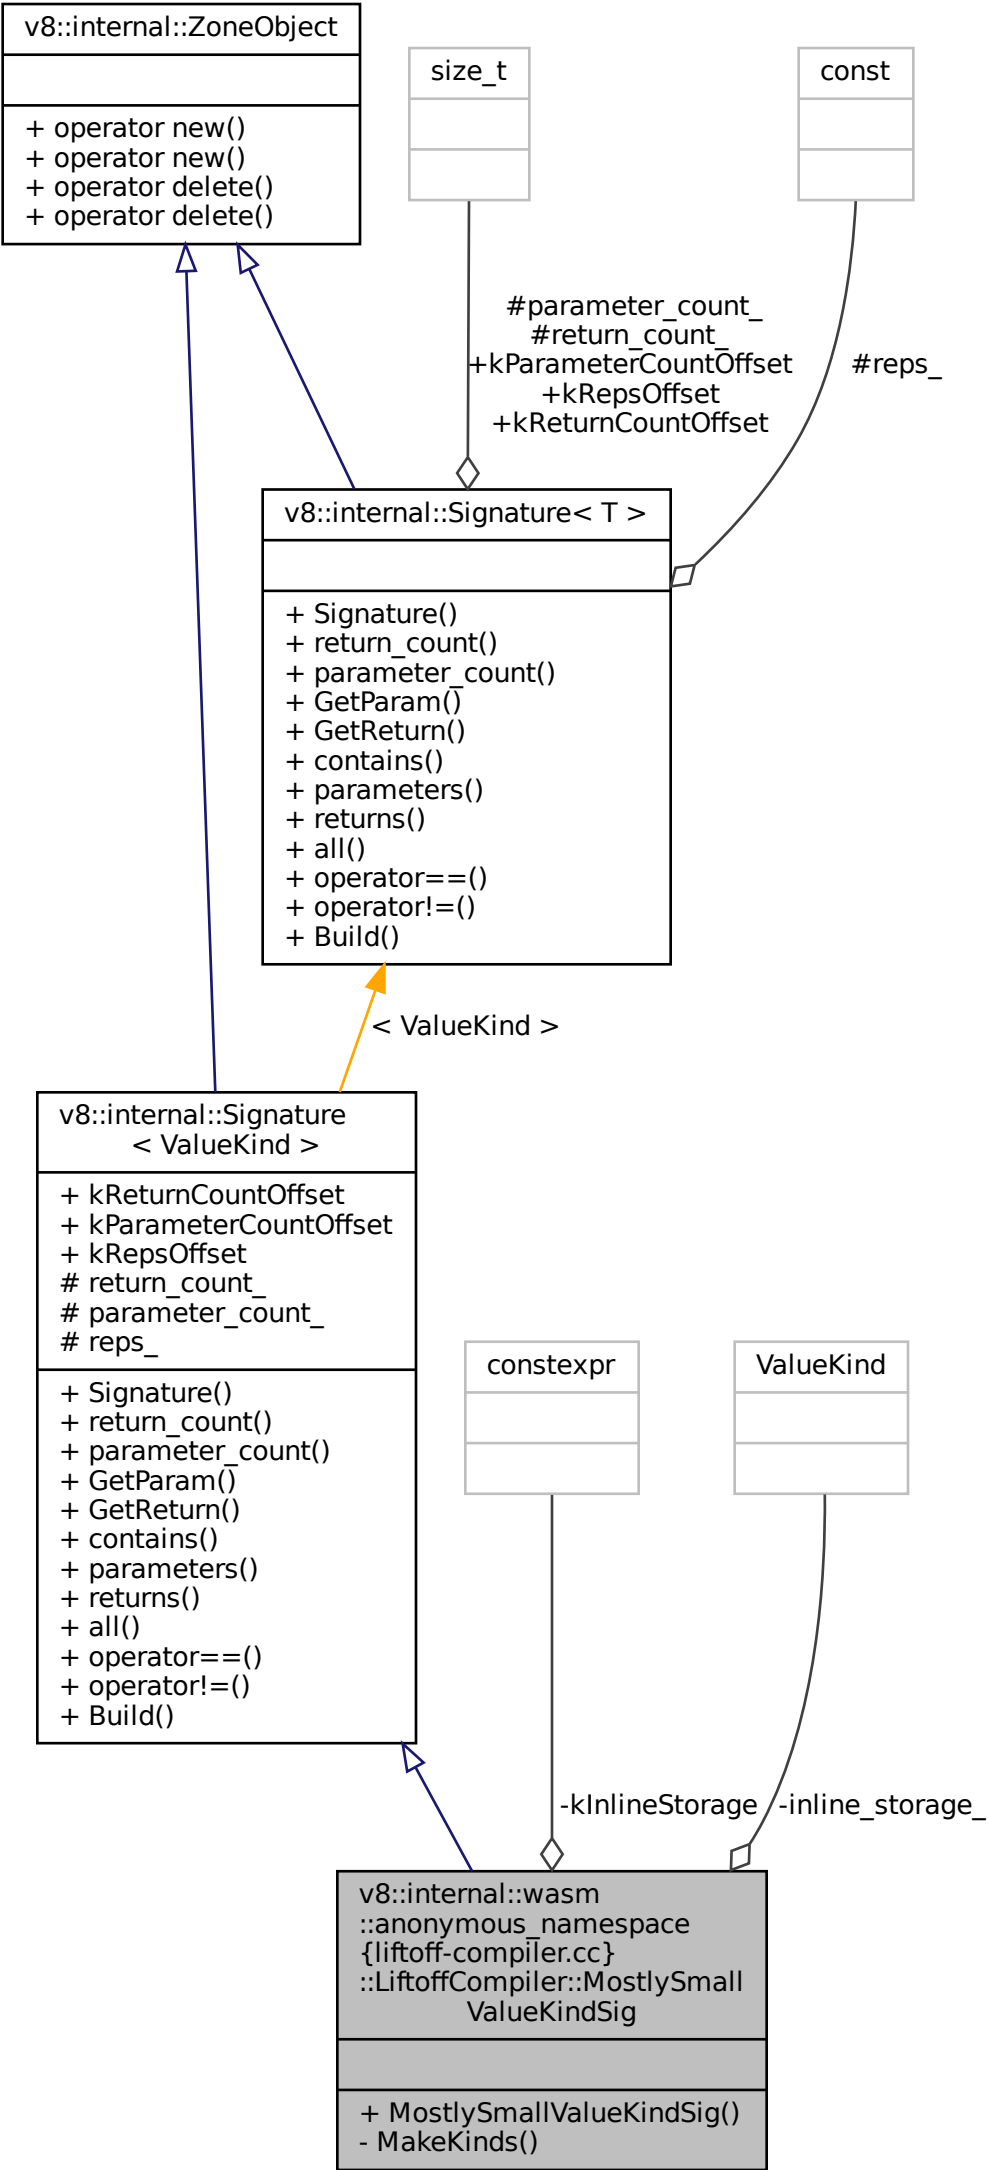 v8::internal::ZoneObject
+ operator new()
+ operator new()
+ operator delete()
+ operator delete()
size_t
const
#parameter_count_
#return_count_
+kParameterCountOffset
+kRepsOffset
+kReturnCountOffset
#reps_
v8::internal::Signature< T >
+ Signature()
+ return_count()
+ parameter_count()
+ GetParam()
+ GetReturn()
+ contains()
+ parameters()
+ returns()
+ all()
+ operator==()
+ operator!=()
+ Build()
< ValueKind >
v8::internal::Signature
< ValueKind >
+ kReturnCountOffset
+ kParameterCountOffset
+ kRepsOffset
# return_count_
# parameter_count_
# reps_
+ Signature()
+ return_count()
+ parameter_count()
+ GetParam()
+ GetReturn()
+ contains()
+ parameters()
+ returns()
+ all()
+ operator==()
+ operator!=()
+ Build()
constexpr
ValueKind
-kInlineStorage
-inline_storage_
v8::internal::wasm
::anonymous_namespace
{liftoff-compiler.cc}
::LiftoffCompiler::MostlySmall
ValueKindSig
+ MostlySmallValueKindSig()
- MakeKinds()